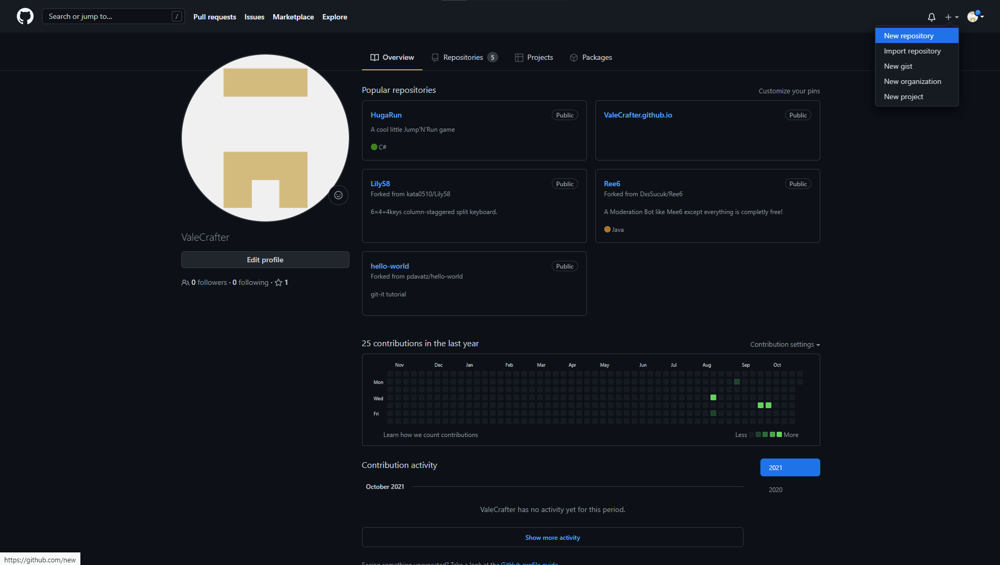 Search or jump to...
/
Pull requests
Issues
Marketplace
Explore
New repository
Import repository
New gist
New organization
New project
Overview
Repositories 5
Projects
Packages
ValeCrafter
Edit profile
0 followers · 0 following · 1
Popular repositories
Customize your pins
HugaRun
Public
A cool little Jump'N'Run game
C#
ValeCrafter.github.io
Public
Lily58
Public
Forked from kata0510/Lily58
6×4+4keys column-staggered split keyboard.
Ree6
Public
Forked from DxsSucuk/Ree6
A Moderation Bot like Mee6 except everything is completly free!
Java
hello-world
Public
Forked from pdavatz/hello-world
git-it tutorial
25 contributions in the last year
Contribution settings
Nov Dec Jan Feb Mar Apr May Jun Jul Aug Sep Oct
Mon
Wed
Fri
Learn how we count contributions
Less More
Contribution activity
2021
2020
October 2021
ValeCrafter has no activity yet for this period.
Show more activity
Seeing something unexpected? Take a look at the GitHub profile guide.
https://github.com/new